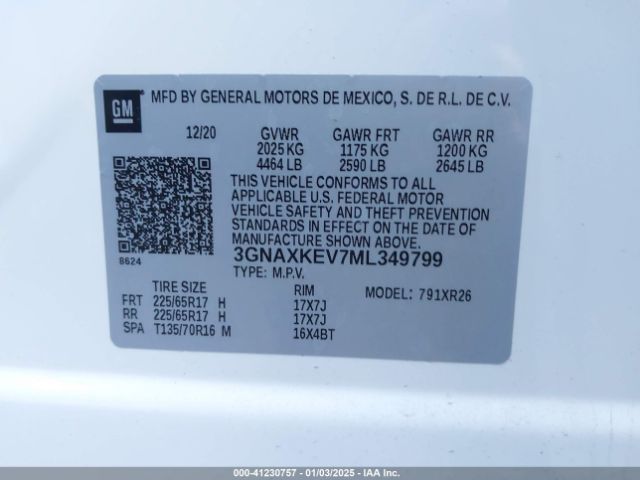 GM
MFD BY GENERAL MOTORS DE MEXICO, S. DE R.L. DE C.V.
12/20 GVWR GAWR FRT GAWR RR
2025 KG 1175 KG 1200 KG
4464 LB 2590 LB 2645 LB
THIS VEHICLE CONFORMS TO ALL
APPLICABLE U.S. FEDERAL MOTOR
VEHICLE SAFETY AND THEFT PREVENTION
STANDARDS IN EFFECT ON THE DATE OF
MANUFACTURE SHOWN ABOVE.
8624 3GNAXKEV7ML349799
TYPE: M.P.V.
TIRE SIZE RIM MODEL: 791XR26
FRT 225/65R17 H 17X7J
RR 225/65R17 H 17X7J
SPA T135/70R16 M 16X4BT
000-41230757 - 01/03/2025 - IAA Inc.